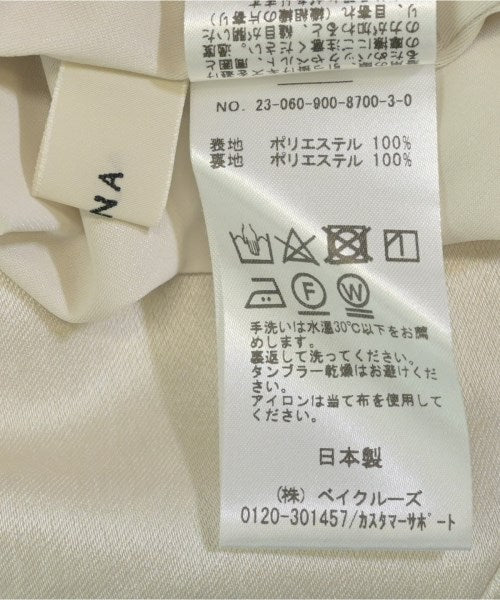 NO. 23-060-900-8700-3-0
表地 ポリエステル 100%
裏地 ポリエステル 100%
F
W
手洗いは水温30℃以下をお薦
めします。
裏返して洗ってください。
タンブラー乾燥はお避けくださ
い。
アイロンは当て布を使用して
ください。
日本製
(株) ベイクルーズ
0120-301457/カスタマーサポート
NA